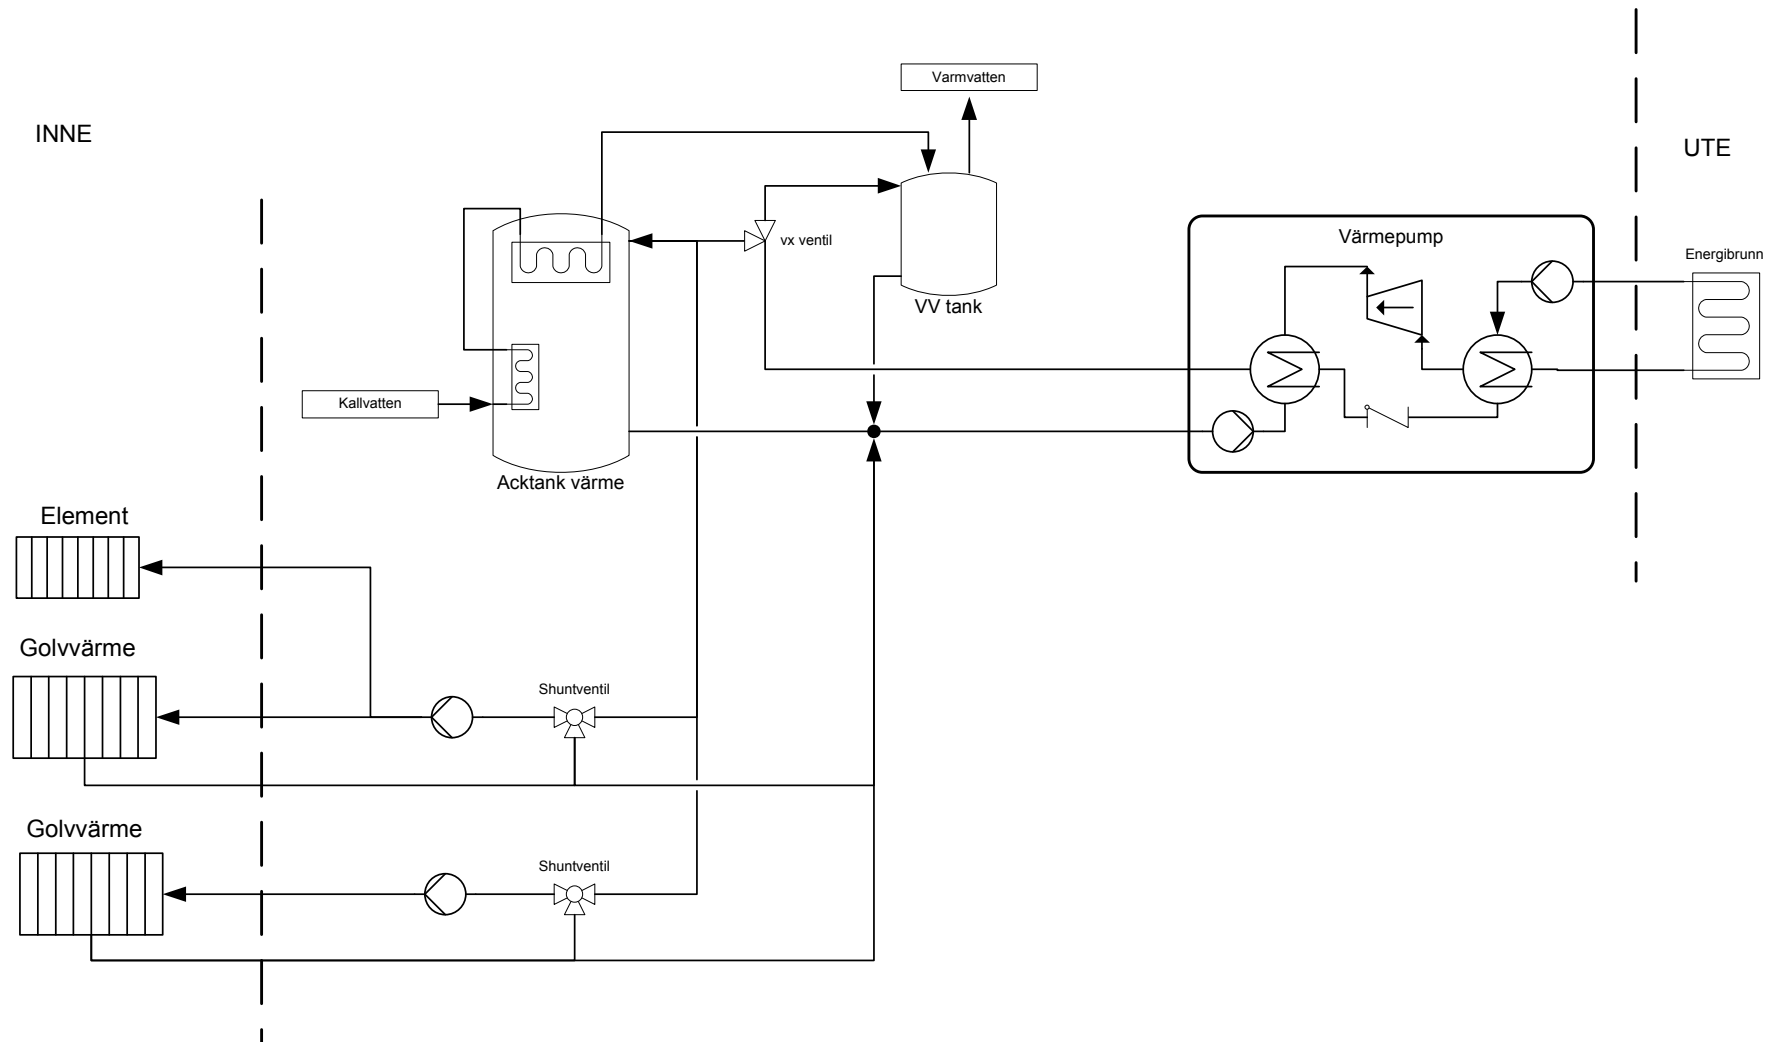 Varmvatten
INNE
UTE
vx ventil
Värmepump
Energibrunn
VV tank
Kallvatten
Acktank värme
Element
Golvvärme
Shuntventil
Golvvärme
Shuntventil